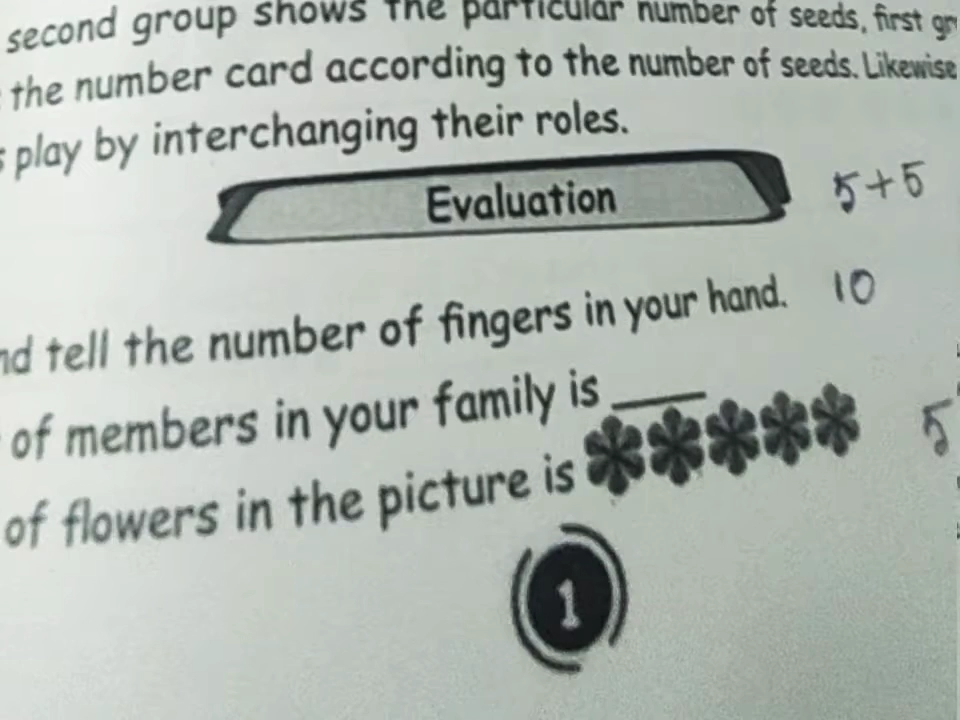 second group shows the particular number of seeds, first
the number card according to the number of seeds. Likewise
play by interchanging their roles.
Evaluation 5+5
tell the number of fingers in your hand. 10
of members in your family is ____
of flowers in the picture is 5
1